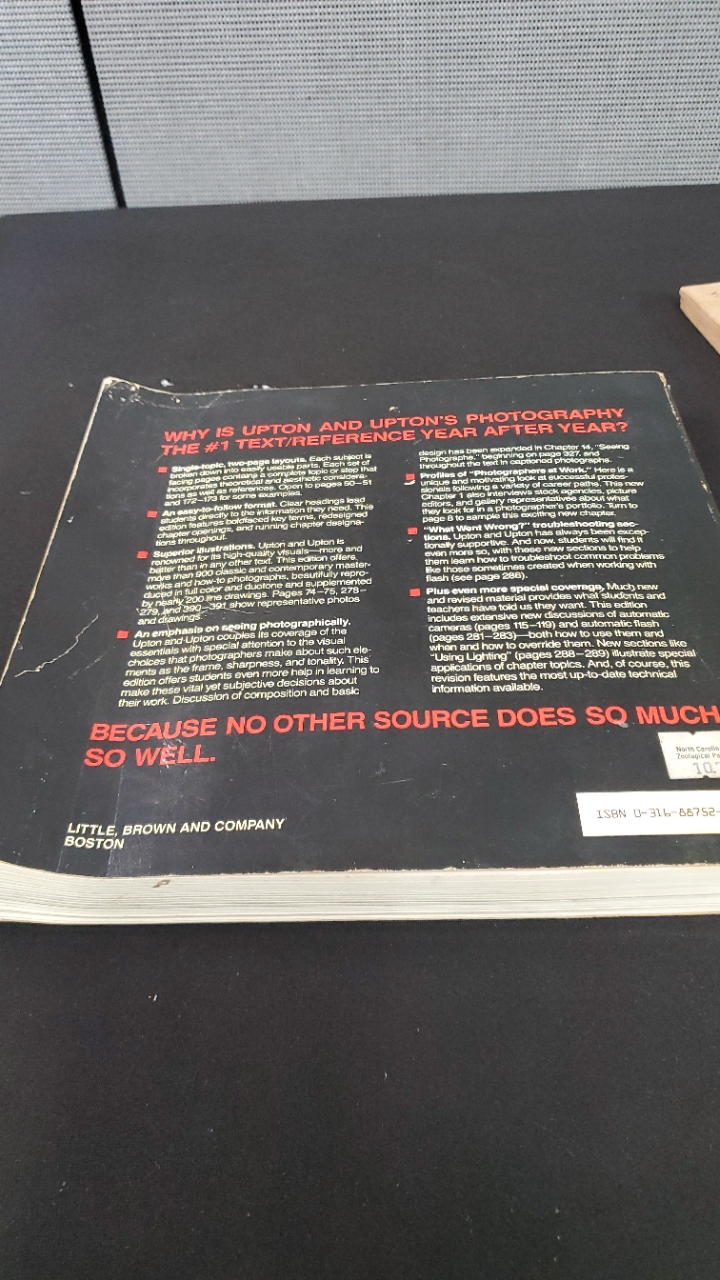 WHY IS UPTON AND UPTON'S PHOTOGRAPHY
THE #1 TEXT/REFERENCE YEAR AFTER YEAR?
Single-topic, two-page layouts. Each subject is
broken down into easily usable parts. Each set of
facing pages contains a complete topic or step that
incorporates theoretical and aesthetic considera-
tions as well as references. Open to pages 50–51
and 172–173 for some examples.
An easy-to-follow format. Clear headings lead
students directly to the information they need. This
edition features boldfaced key terms, redesigned
chapter openings, and running chapter designa-
tions throughout.
Superior illustrations. Upton and Upton is
renowned for its high-quality visuals—more and
better than in any other text. This edition offers
more than 900 classic and contemporary master-
works and how-to photographs, beautifully repro-
duced in full color and duotone and supplemented
by nearly 200 line drawings. Pages 74–75, 278–
279, and 390–391 show representative photos
and drawings.
An emphasis on seeing photographically.
Upton and Upton couples its coverage of the
essentials with special attention to the visual
choices that photographers make about such ele-
ments as the frame, sharpness, and tonality. This
edition offers students even more help in learning to
make these vital yet subjective decisions about
their work. Discussion of composition and basic
design has been expanded in Chapter 14, "Seeing
Photographs," beginning on page 327, and
throughout the text in captioned photographs.
Profiles of "Photographers at Work." Here is a
unique and motivating look at successful profes-
sionals following a variety of career paths. This new
Chapter 1 also interviews stock agencies, picture
editors, and gallery representatives about what
they look for in a photographer's portfolio. Turn to
page 8 to sample this exciting new chapter.
"What Went Wrong?" troubleshooting sec-
tions. Upton and Upton has always been excep-
tionally supportive. And now, students will find it
even more so, with these new sections to help
them learn how to troubleshoot common problems
like those sometimes created when working with
flash (see page 286).
Plus even more special coverage. Much new
and revised material provides what students and
teachers have told us they want. This edition
includes extensive new discussions of automatic
cameras (pages 115–119) and automatic flash
(pages 281–283)—both how to use them and
when and how to override them. New sections like
"Using Lighting" (pages 288–289) illustrate special
applications of chapter topics. And, of course, this
revision features the most up-to-date technical
information available.
BECAUSE NO OTHER SOURCE DOES SO MUCH
SO WELL.
North
Zoological
10
ISBN 0-316-88752-
LITTLE, BROWN AND COMPANY
BOSTON